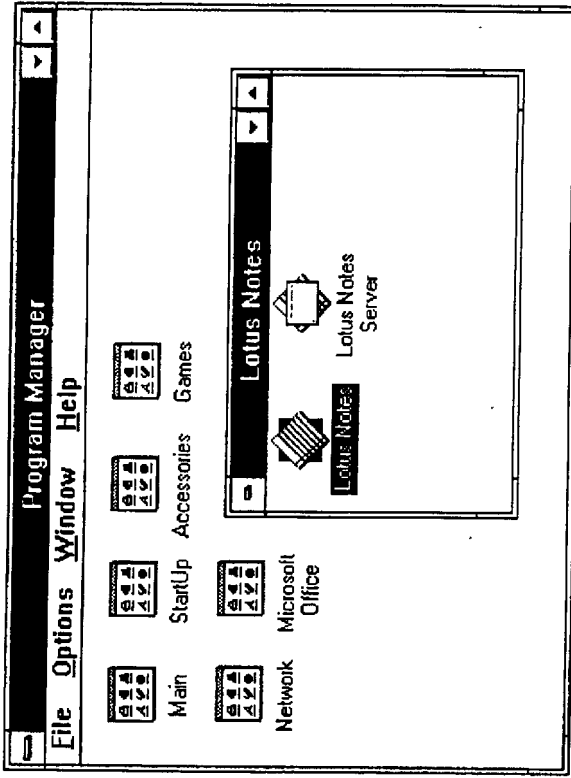 Program Manager
File Options Window Help
Main StartUp Accessories Games
Network Microsoft
Office
Lotus Notes
Lotus Notes Lotus Notes
Server